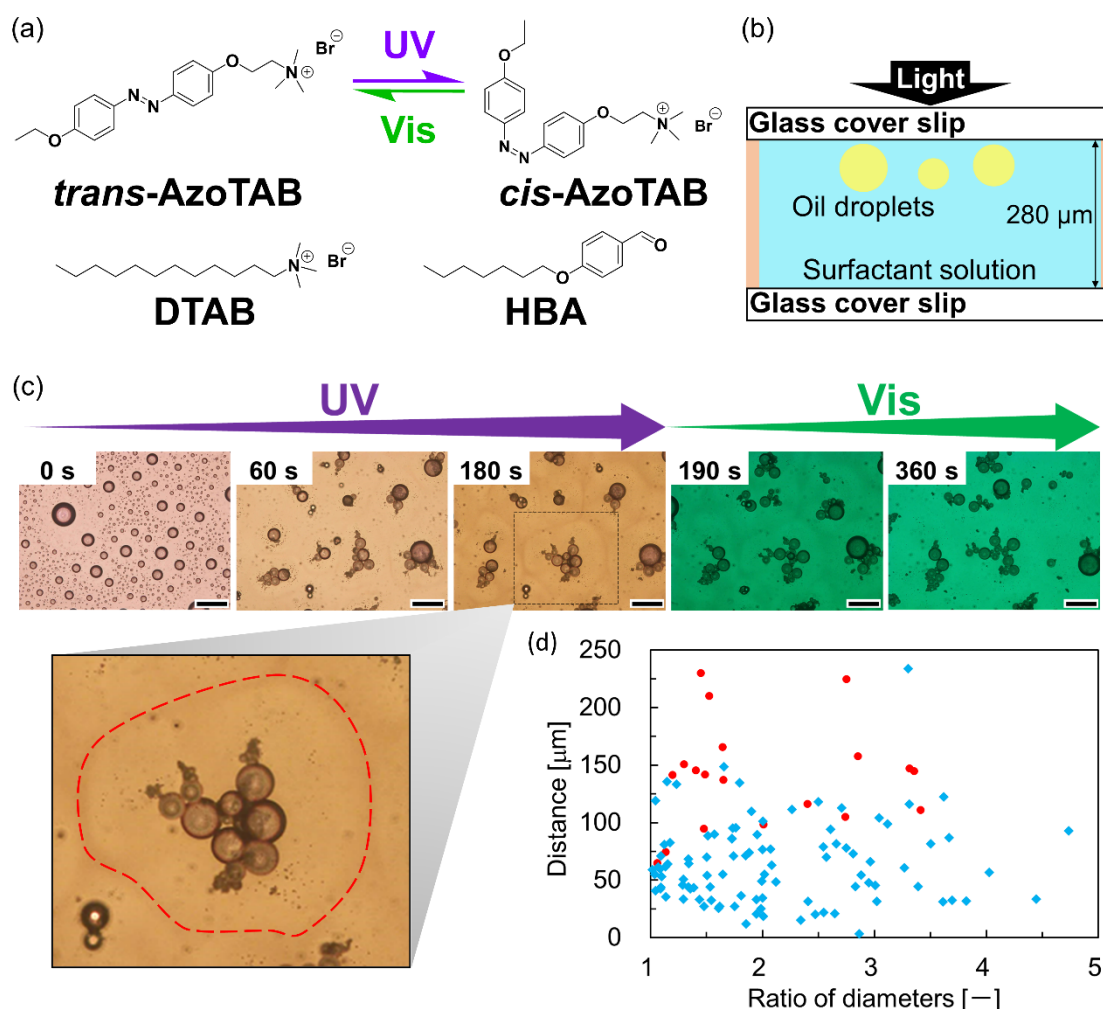 (a)
UV
Vis
O
N
N
O
N
+
Br
−
trans-AzoTAB
O
N
N
O
N
+
Br
−
cis-AzoTAB
N
+
Br
−
DTAB
O
O
HBA
(b)
Light
Glass cover slip
Oil droplets
280 μm
Surfactant solution
Glass cover slip
(c)
UV
Vis
0 s
60 s
180 s
190 s
360 s
(d)
250
200
150
100
50
0
Distance [μm]
1 2 3 4 5
Ratio of diameters [−]